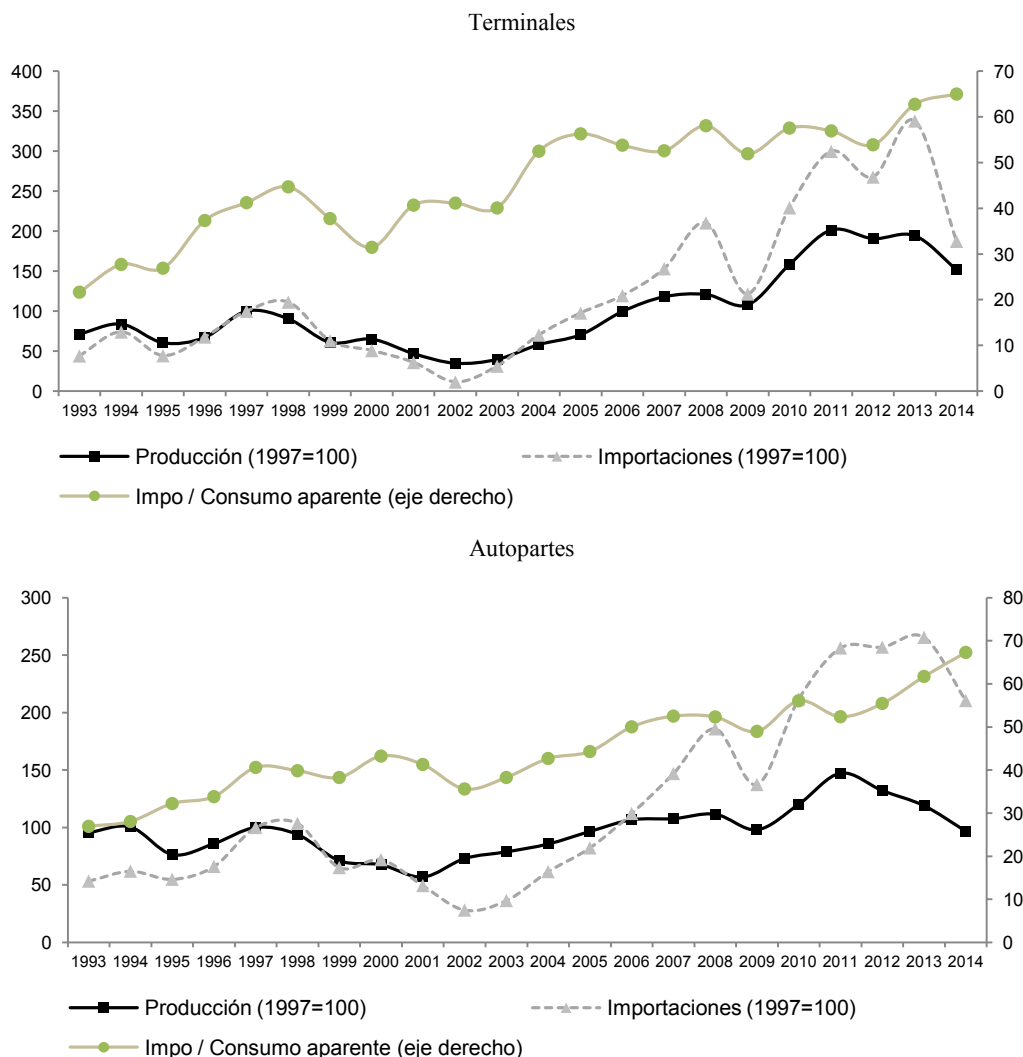 Terminales
400 70
350 60
300 50
250
200 40
150 30
100 20
50 10
0 0
1993 1994 1995 1996 1997 1998 1999 2000 2001 2002 2003 2004 2005 2006 2007 2008 2009 2010 2011 2012 2013 2014
Producción (1997=100) Importaciones (1997=100)
Impo / Consumo aparente (eje derecho)
Autopartes
300 80
250 70
60
200 50
150 40
100 30
20
50 10
0 0
1993 1994 1995 1996 1997 1998 1999 2000 2001 2002 2003 2004 2005 2006 2007 2008 2009 2010 2011 2012 2013 2014
Producción (1997=100) Importaciones (1997=100)
Impo / Consumo aparente (eje derecho)